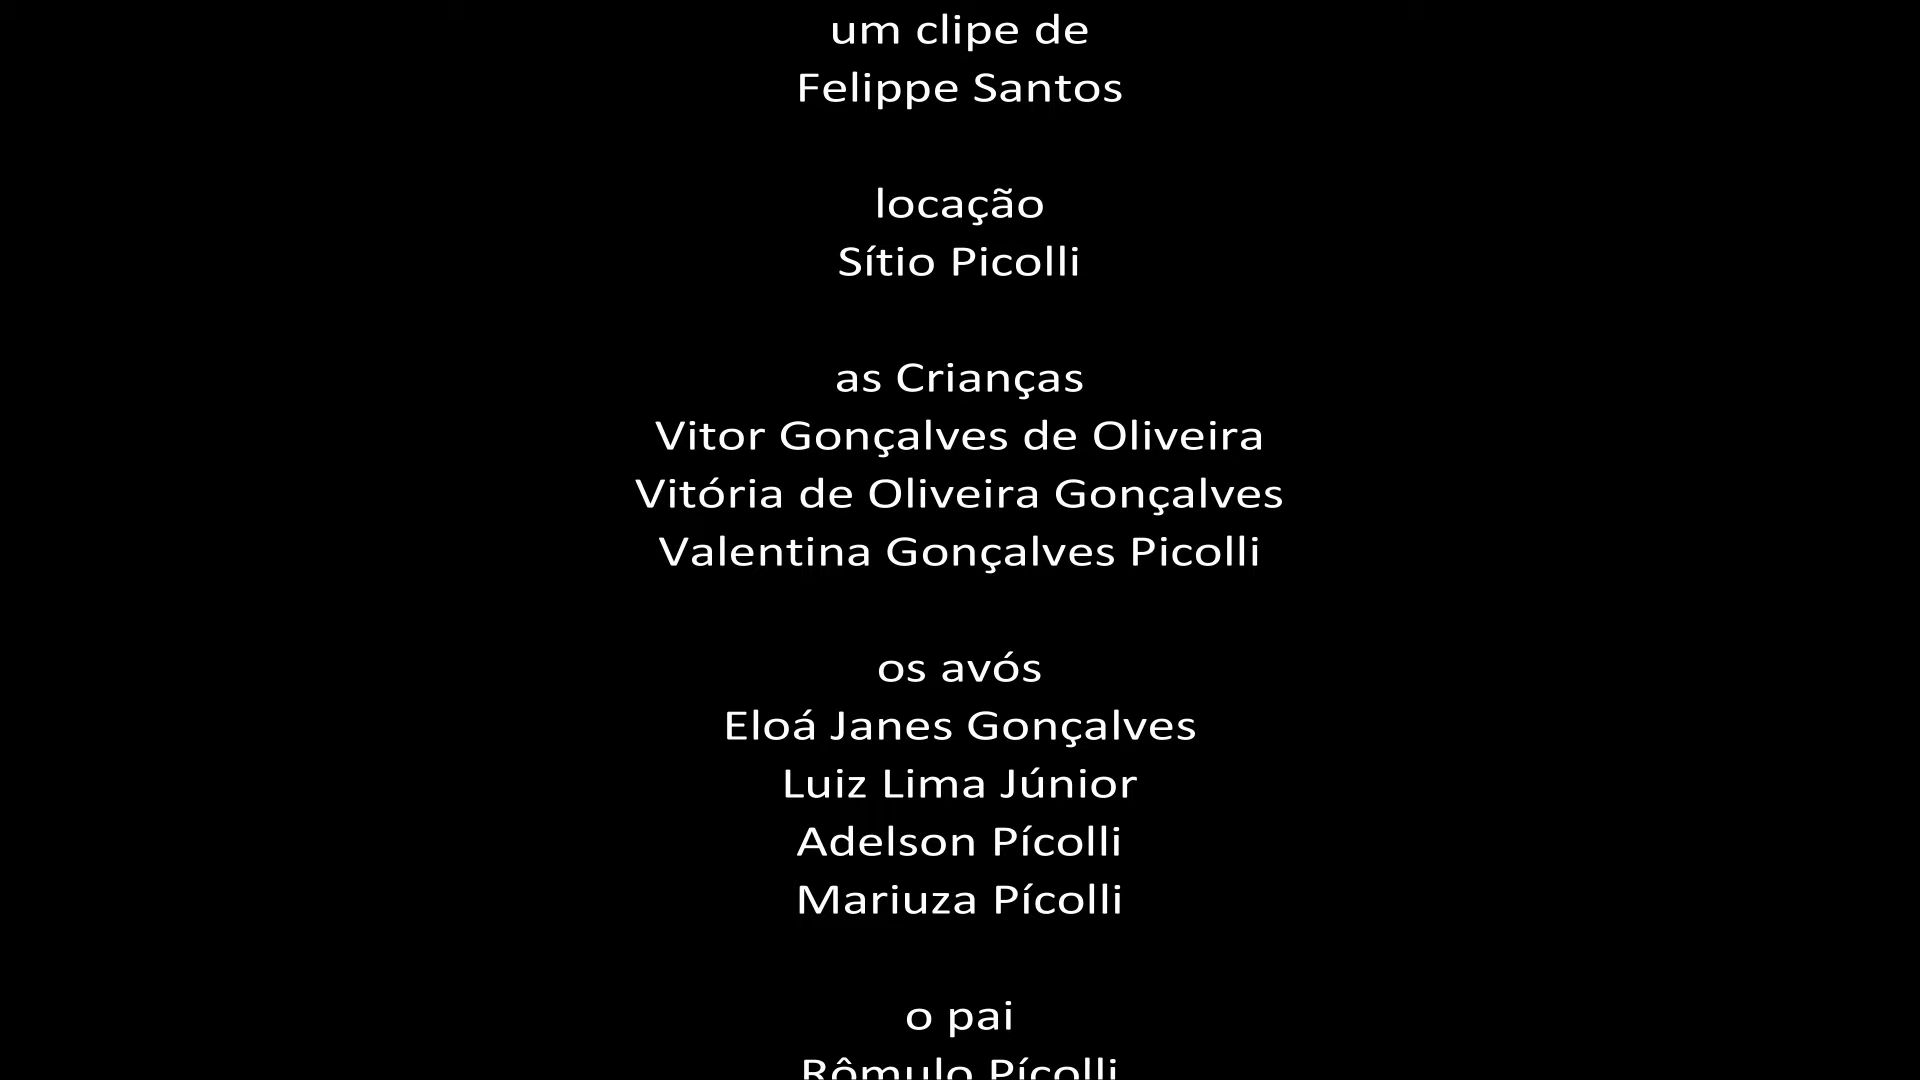 um clipe de
Felippe Santos
locação
Sítio Picolli
as Crianças
Vitor Gonçalves de Oliveira
Vitória de Oliveira Gonçalves
Valentina Gonçalves Picolli
os avós
Eloá Janes Gonçalves
Luiz Lima Júnior
Adelson Pícolli
Mariuza Pícolli
o pai
Rômulo Pícolli